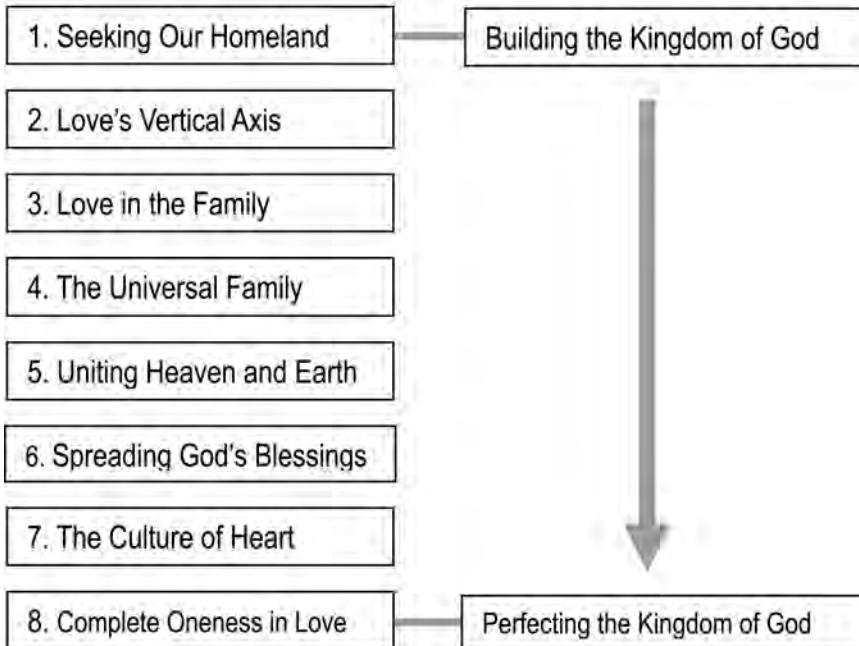 1. Seeking Our Homeland
Building the Kingdom of God
2. Love's Vertical Axis
3. Love in the Family
4. The Universal Family
5. Uniting Heaven and Earth
6. Spreading God's Blessings
7. The Culture of Heart
8. Complete Oneness in Love
Perfecting the Kingdom of God